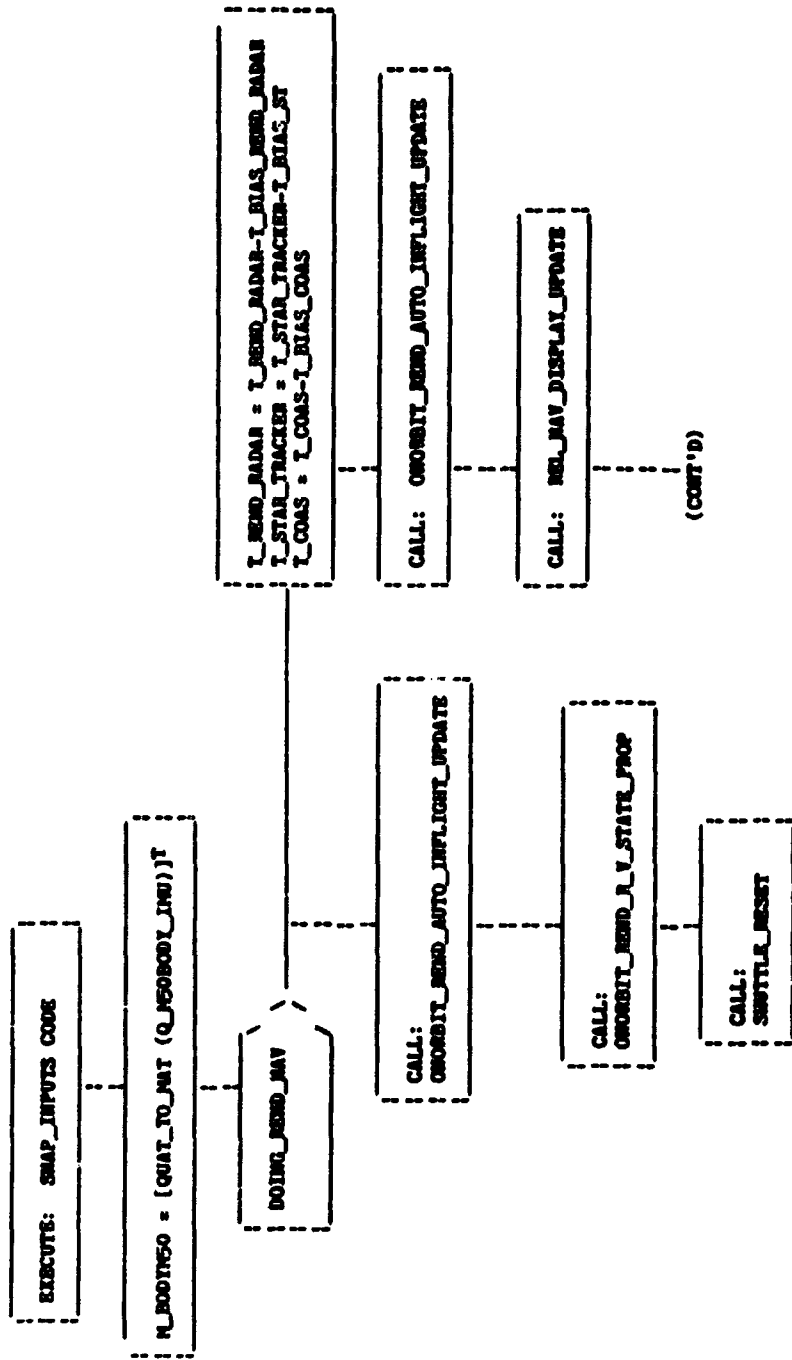 EXECUTE: SNAP_INPUTS CODE
M_BODYM50 = [QUAT_TO_MAT (Q_M50BODY_IMU)]T
DOING_REND_NAV
T_REND_RADAR = T_REND_RADAR-T_BIAS_REND_RADAR
T_STAR_TRACKER = T_STAR_TRACKER-T_BIAS_ST
T_COAS = T_COAS-T_BIAS_COAS
CALL: ONORBIT_REND_AUTO_INFLIGHT_UPDATE
CALL: REL_NAV_DISPLAY_UPDATE
(CONT'D)
CALL:
ONORBIT_REND_AUTO_INFLIGHT_UPDATE
CALL:
ONORBIT_REND_R_V_STATE_PROP
CALL:
SHUTTLE_RESET